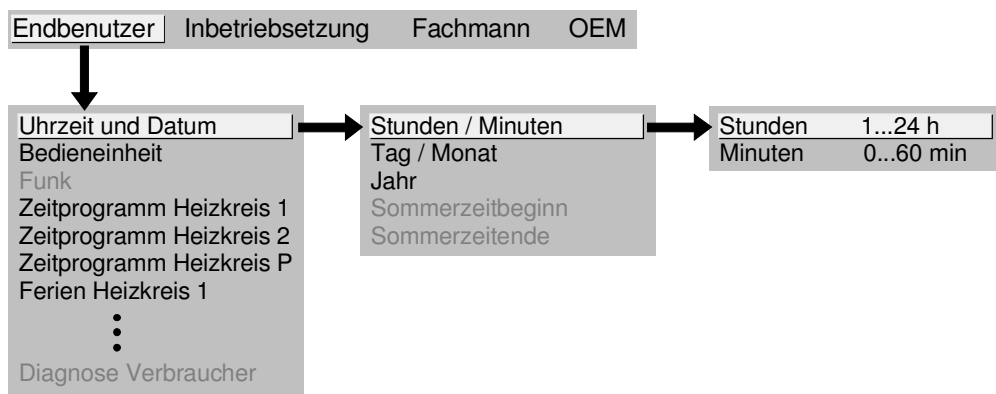 Endbenutzer Inbetriebsetzung Fachmann OEM
Uhrzeit und Datum
Bedieneinheit
Funk
Zeitprogramm Heizkreis 1
Zeitprogramm Heizkreis 2
Zeitprogramm Heizkreis P
Ferien Heizkreis 1
Diagnose Verbraucher
Stunden / Minuten
Tag / Monat
Jahr
Sommerzeitbeginn
Sommerzeitende
Stunden 1...24 h
Minuten 0...60 min